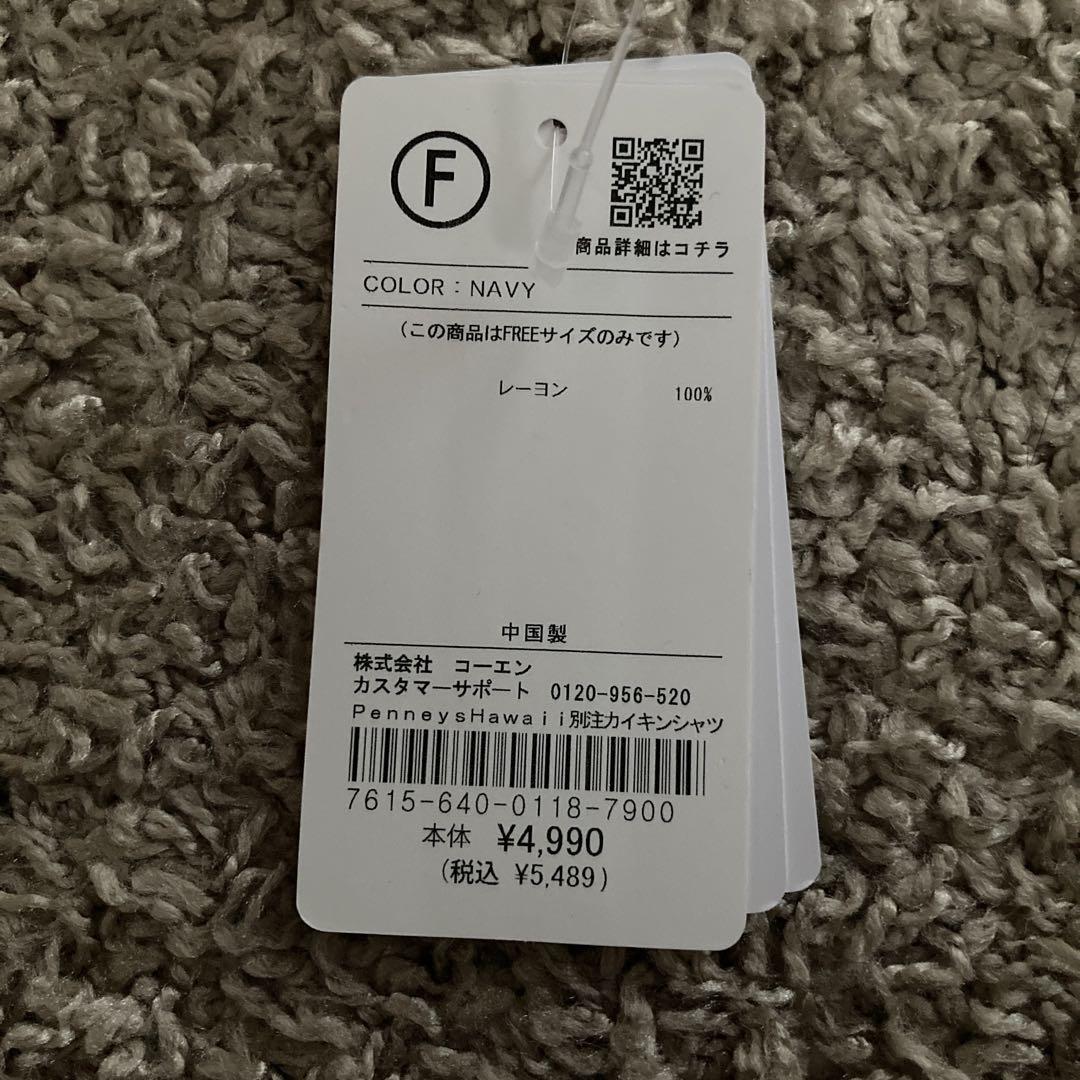 F
商品詳細はコチラ
COLOR：NAVY
（この商品はFREEサイズのみです）
レーヨン 100%
中国製
株式会社 コーエン
カスタマーサポート 0120-956-520
PenneysHawaii別注カイキンシャツ
7615-640-0118-7900
本体 ¥4,990
(税込 ¥5,489)